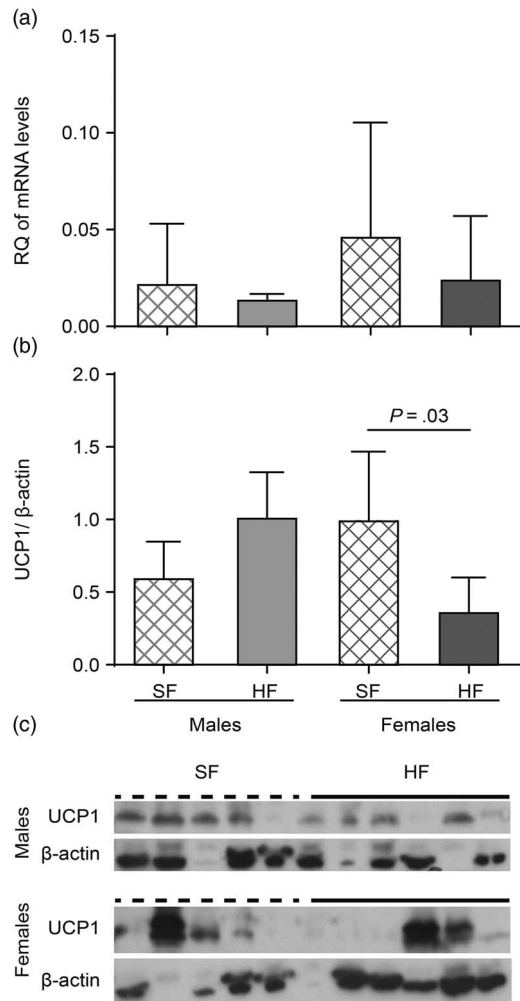 (a)
0.15
0.10
0.05
0.00
RQ of mRNA levels
(b)
2.0
1.5
1.0
0.5
0.0
UCP1/ β-actin
P = .03
SF HF SF HF
Males Females
(c)
SF HF
Males
UCP1
β-actin
Females
UCP1
β-actin